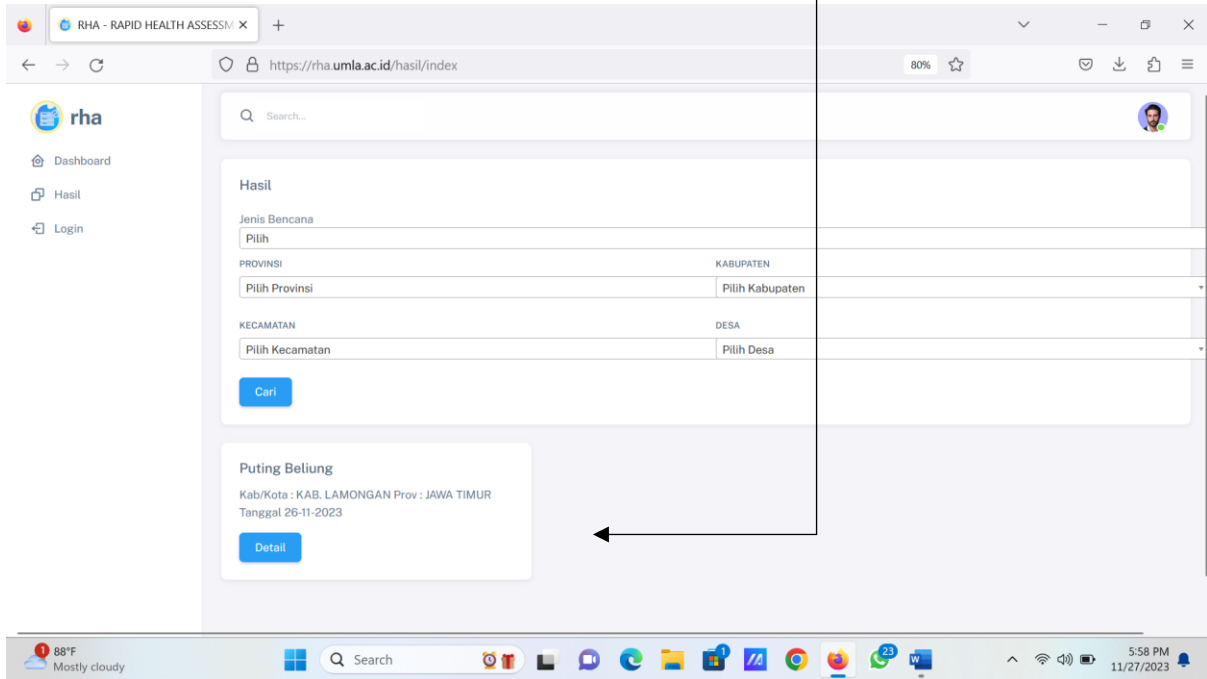 RHA - RAPID HEALTH ASSESSM
https://rha.umla.ac.id/hasil/index
80%
rha
Search...
Dashboard
Hasil
Login
Hasil
Jenis Bencana
Pilih
PROVINSI KABUPATEN
Pilih Provinsi Pilih Kabupaten
KECAMATAN DESA
Pilih Kecamatan Pilih Desa
Cari
Puting Beliung
Kab/Kota : KAB. LAMONGAN Prov : JAWA TIMUR
Tanggal 26-11-2023
Detail
1
88°F
Mostly cloudy
Search
1
23
W
5:58 PM
11/27/2023